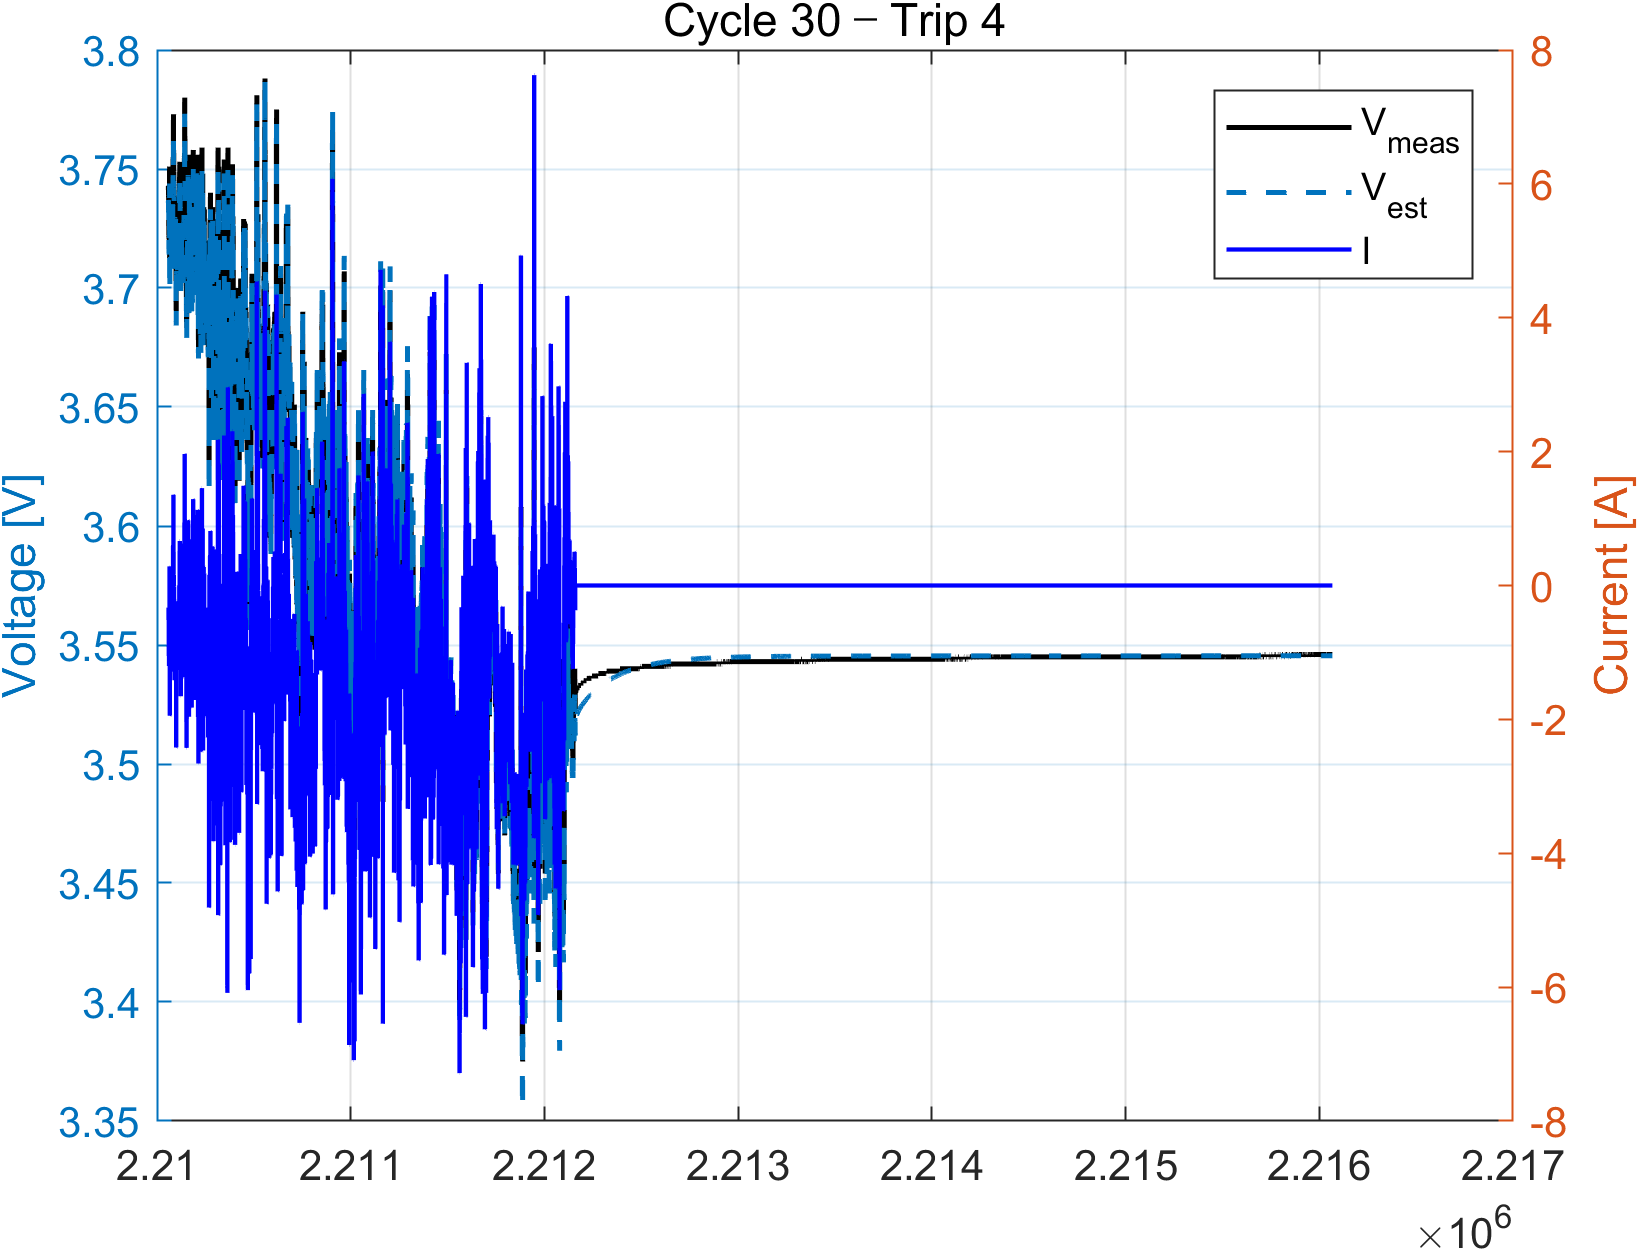 Cycle 30 – Trip 4
3.8
3.75
3.7
3.65
3.6
3.55
3.5
3.45
3.4
3.35
Voltage [V]
8
6
4
2
0
-2
-4
-6
-8
Current [A]
V_meas
V_est
I
2.21 2.211 2.212 2.213 2.214 2.215 2.216 2.217
×10^6